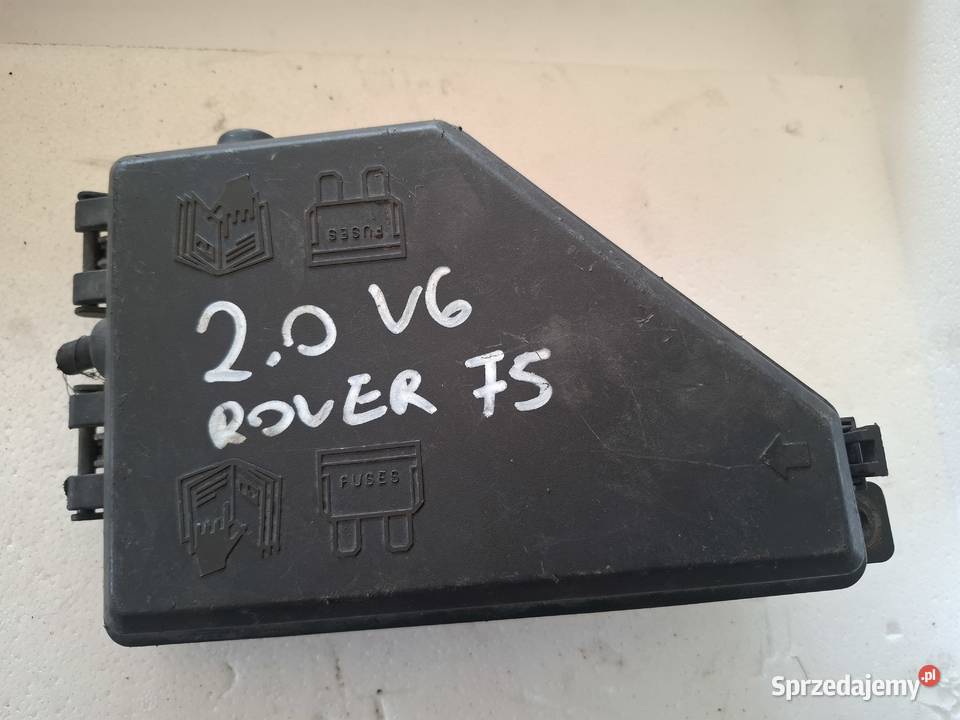 FUSES
2.0 V6
ROVER 75
FUSES
Sprzedajemy.pl